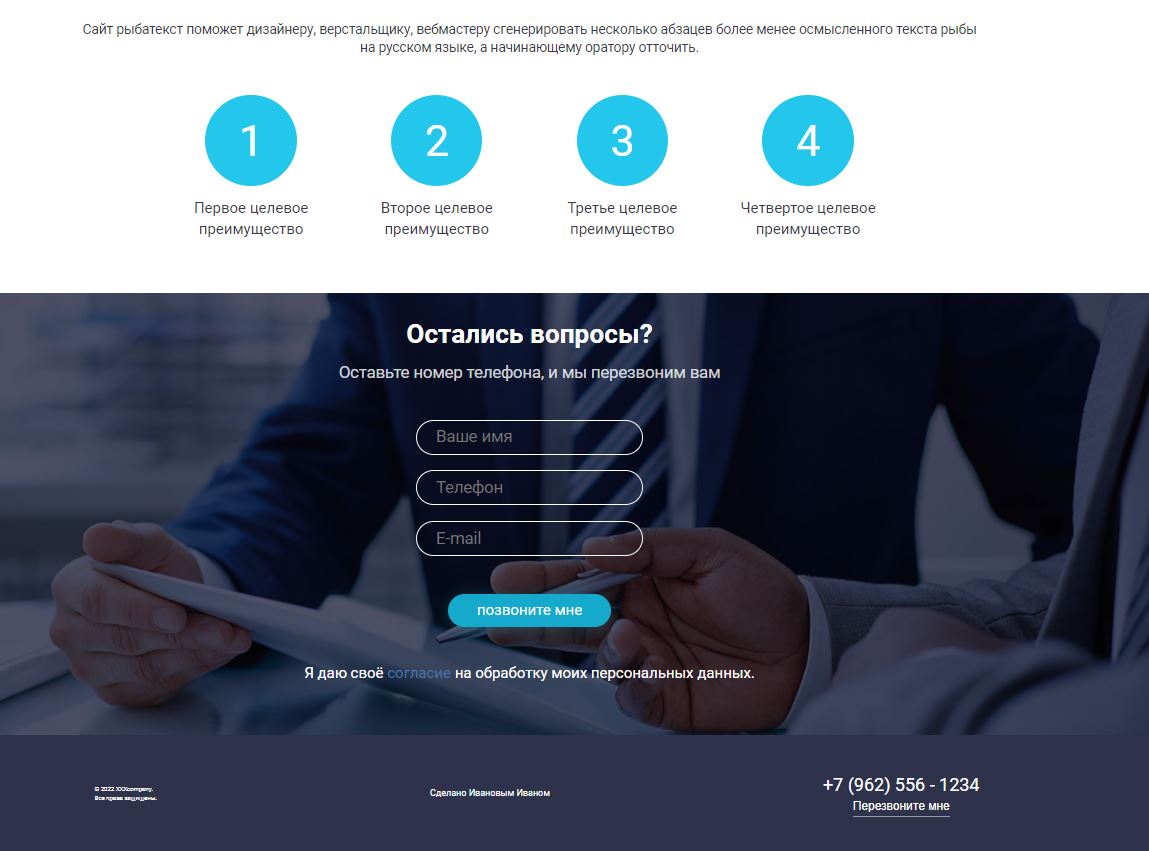 Сайт рыбатекст поможет дизайнеру, верстальщику, вебмастеру сгенерировать несколько абзацев более менее осмысленного текста рыбы
на русском языке, а начинающему оратору отточить.
1
2
3
4
Первое целевое
преимущество
Второе целевое
преимущество
Третье целевое
преимущество
Четвертое целевое
преимущество
Остались вопросы?
Оставьте номер телефона, и мы перезвоним вам
Ваше имя
Телефон
E-mail
позвоните мне
Я даю своё согласие на обработку моих персональных данных.
© 2022 XXXcompany.
Все права защищены.
Сделано Ивановым Иваном
+7 (962) 556 - 1234
Перезвоните мне